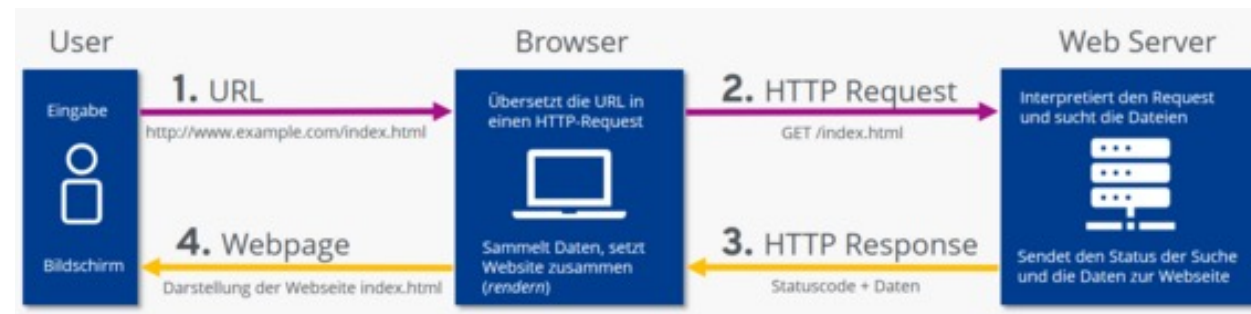 User
Browser
Web Server
Eingabe
1. URL
http://www.example.com/index.html
Übersetzt die URL in
einen HTTP-Request
2. HTTP Request
GET /index.html
Interpretiert den Request
und sucht die Dateien
Bildschirm
4. Webpage
Darstellung der Webseite index.html
Sammelt Daten, setzt
Website zusammen
(rendern)
3. HTTP Response
Statuscode + Daten
Sendet den Status der Suche
und die Daten zur Webseite